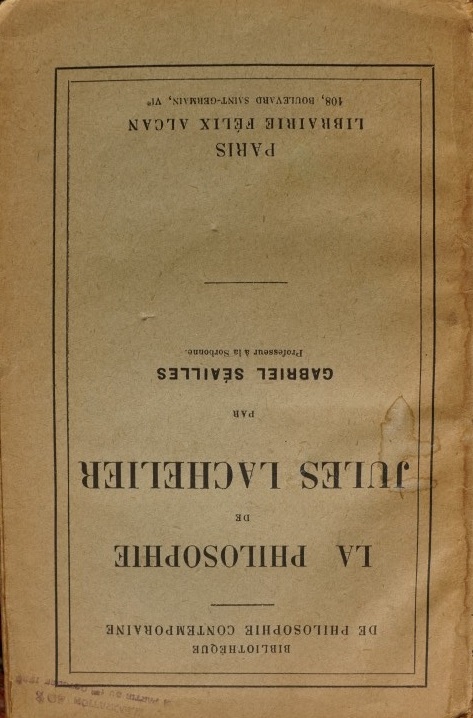 BIBLIOTHÈQUE
DE PHILOSOPHIE CONTEMPORAINE
LA PHILOSOPHIE
DE
JULES LACHELIER
PAR
GABRIEL SÉAILLES
Professeur à la Sorbonne.
PARIS
LIBRAIRIE FÉLIX ALCAN
108, BOULEVARD SAINT-GERMAIN, VIᵉ